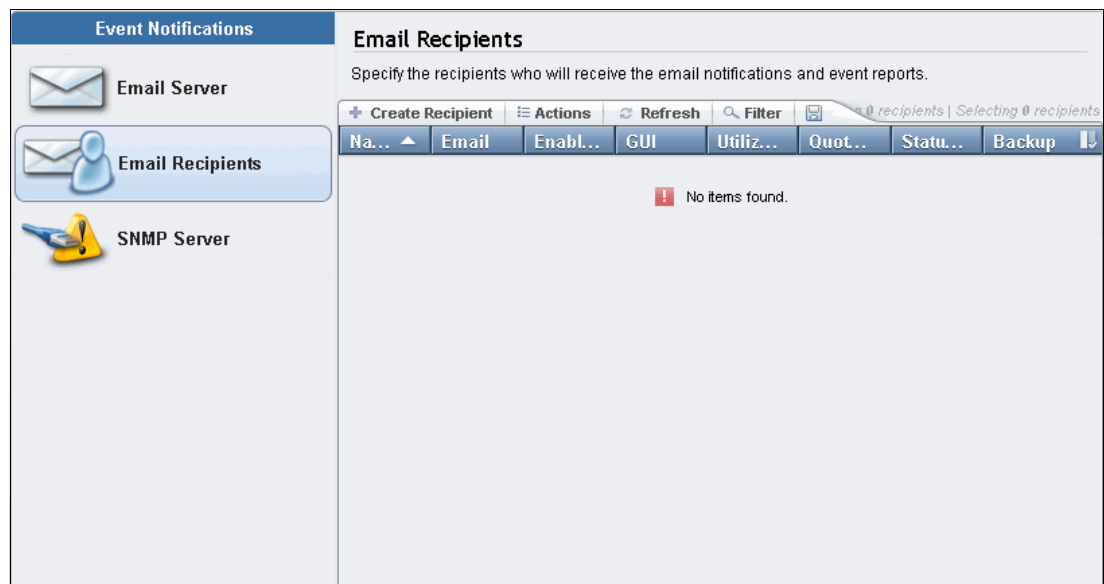 Event Notifications
Email Server
Email Recipients
SNMP Server
Email Recipients
Specify the recipients who will receive the email notifications and event reports.
Create Recipient Actions Refresh Filter 0 recipients | Selecting 0 recipients
Na... Email Enabl... GUI Utiliz... Quot... Statu... Backup
No items found.